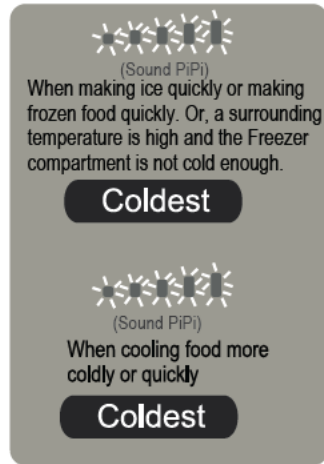 (Sound PiPi)
When making ice quickly or making
frozen food quickly. Or, a surrounding
temperature is high and the Freezer
compartment is not cold enough.
Coldest
(Sound PiPi)
When cooling food more
coldly or quickly
Coldest